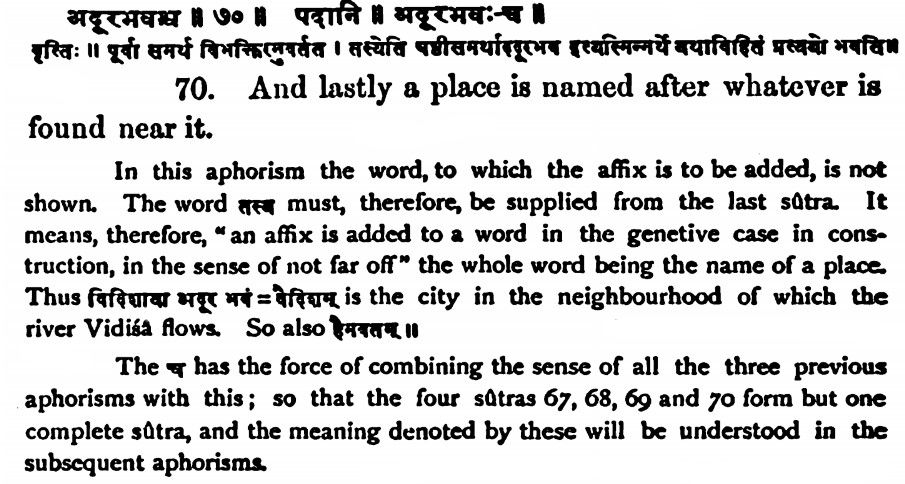 अदूरभवश्च ॥ ७० ॥ पदानि ॥ अदूरभवः-च ॥
वृत्तिः ॥ पूर्वा समर्थ विभक्तिरनुवर्तत । तस्येति षष्ठीसमर्थाददूरभव इत्यस्मिन्नर्थे यथाविहितं प्रत्ययो भवति॥
70. And lastly a place is named after whatever is
found near it.
In this aphorism the word, to which the affix is to be added, is not
shown. The word तस्य must, therefore, be supplied from the last sûtra. It
means, therefore, “an affix is added to a word in the genetive case in cons-
truction, in the sense of not far off” the whole word being the name of a place.
Thus विदिशाया अदूर भवं = वैदिशम् is the city in the neighbourhood of which the
river Vidiśâ flows. So also हैमवतम् ॥
The च has the force of combining the sense of all the three previous
aphorisms with this ; so that the four sûtras 67, 68, 69 and 70 form but one
complete sûtra, and the meaning denoted by these will be understood in the
subsequent aphorisms.